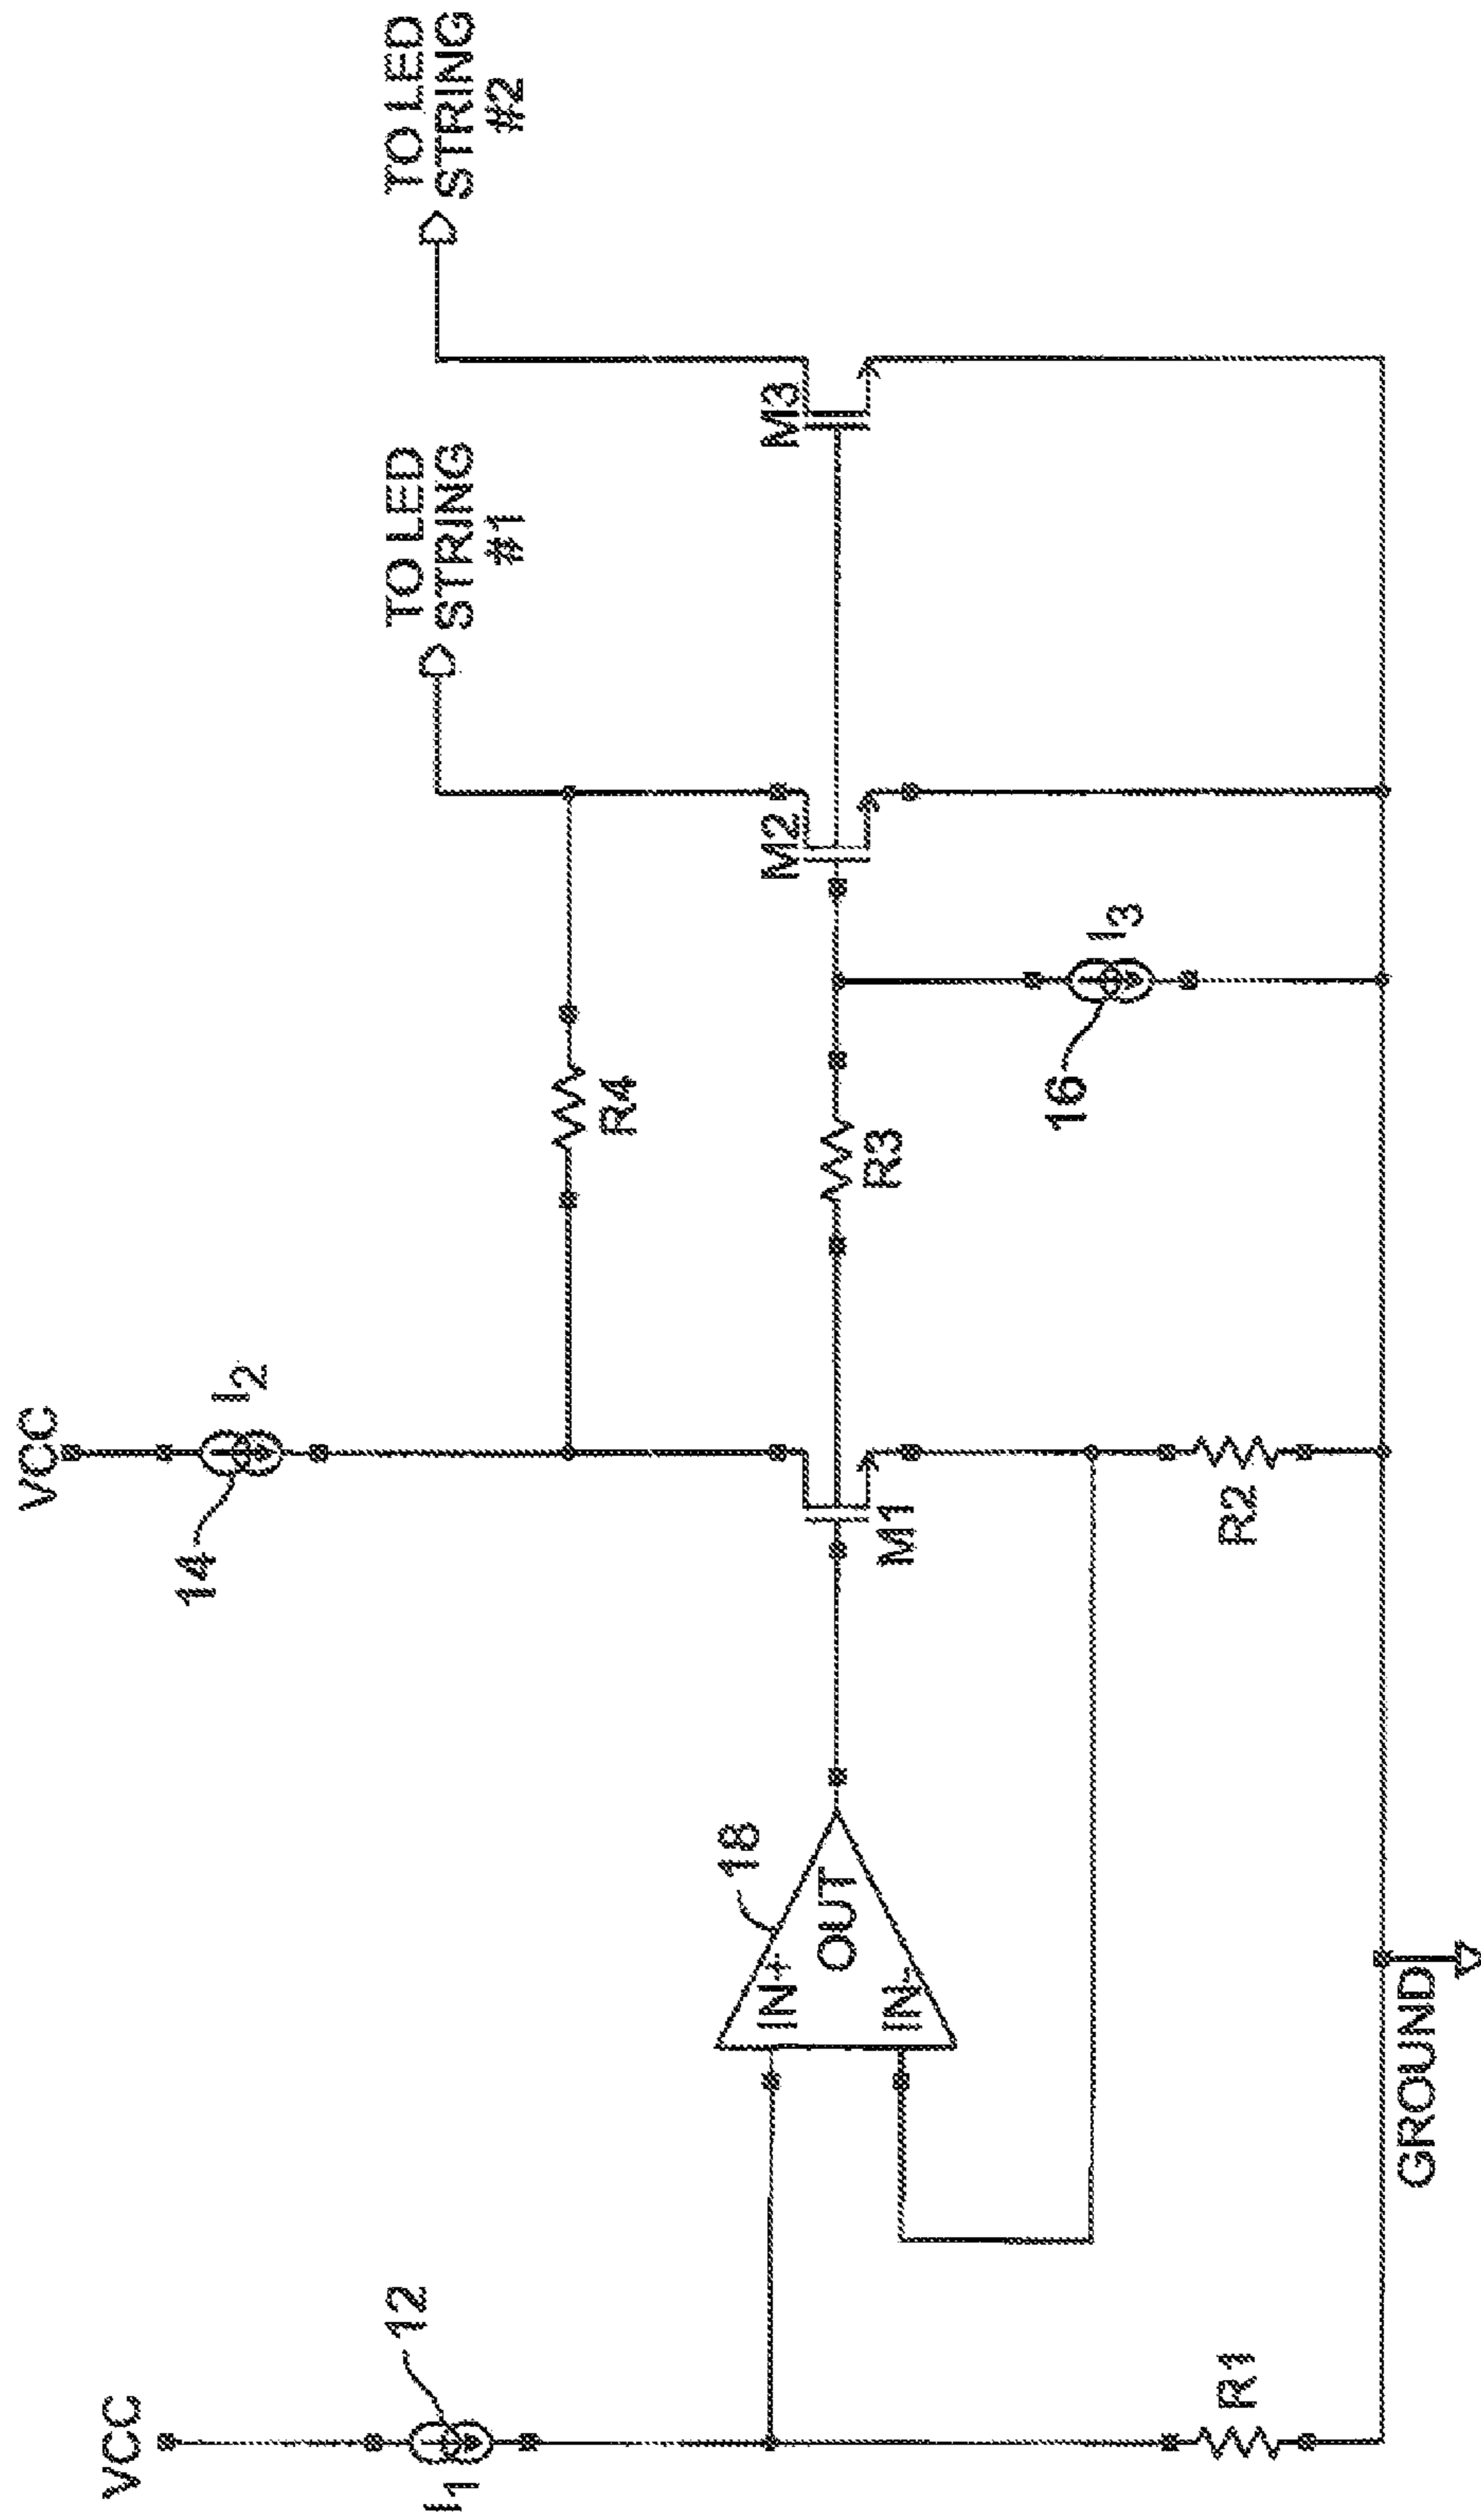 VCC
I1
12
R1
IN+
IN-
OUT
18
GROUND
VCC
I2
14
M1
R2
R4
R3
I3
16
M2
TO LED
STRING
#1
M3
TO LED
STRING
#2